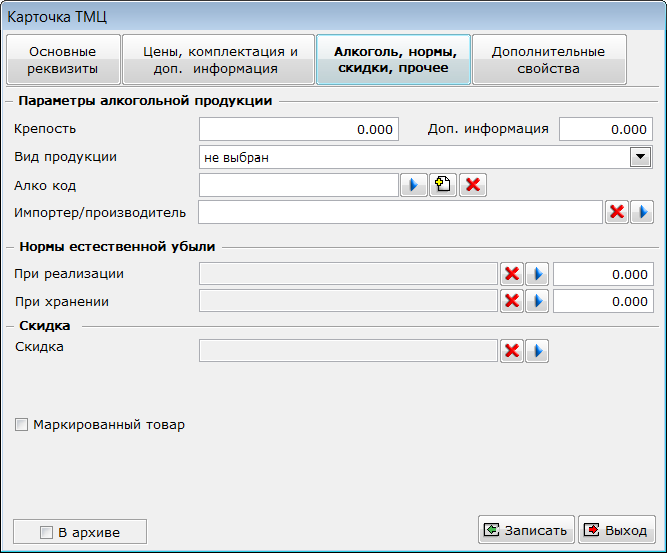 Карточка ТМЦ
Основные
реквизиты
Цены, комплектация и
доп. информация
Алкоголь, нормы,
скидки, прочее
Дополнительные
свойства
Параметры алкогольной продукции
Крепость 0.000 Доп. информация 0.000
Вид продукции не выбран
Алко код
Импортер/производитель
Нормы естественной убыли
При реализации 0.000
При хранении 0.000
Скидка
Скидка
Маркированный товар
В архиве Записать Выход